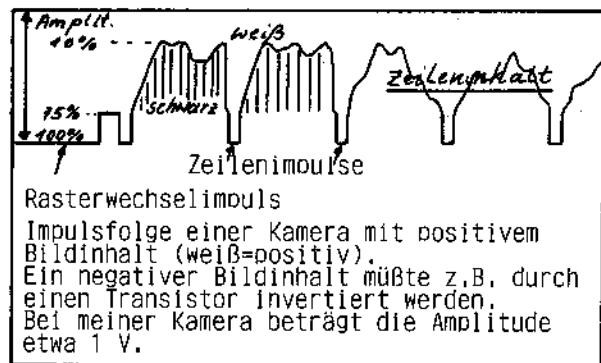 Amplit.
10%
weiß
Zeileninhalt
schwarz
75%
100%
Zeilenimpulse
Rasterwechselimpuls
Impulsfolge einer Kamera mit positivem
Bildinhalt (weiß=positiv).
Ein negativer Bildinhalt müßte z.B. durch
einen Transistor invertiert werden.
Bei meiner Kamera beträgt die Amplitude
etwa 1 V.